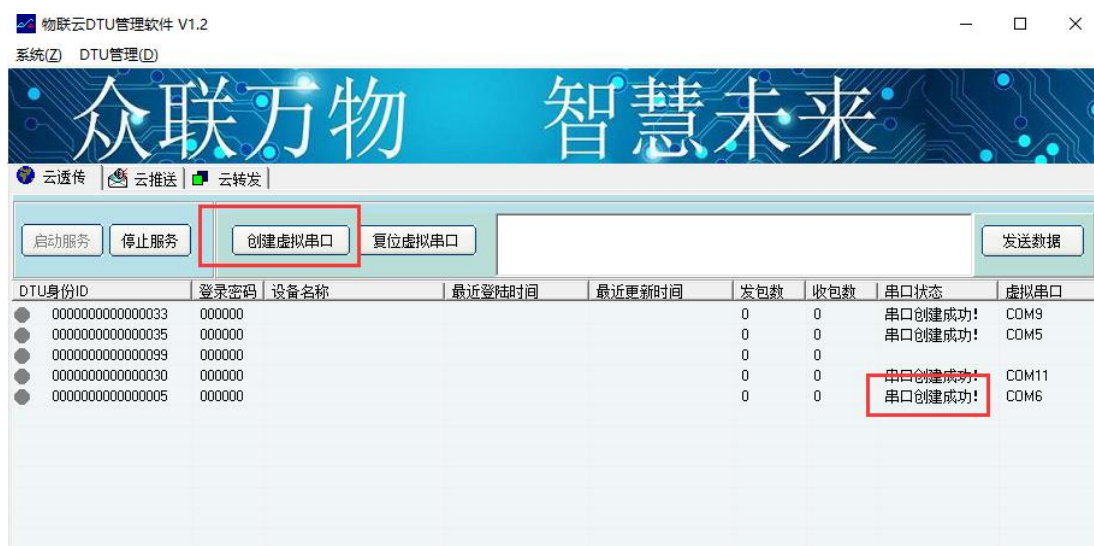 物联云DTU管理软件 V1.2
系统(Z) DTU管理(D)
众联万物 智慧未来
云透传 云推送 云转发
启动服务 停止服务 创建虚拟串口 复位虚拟串口 发送数据
DTU身份ID 登录密码 设备名称 最近登陆时间 最近更新时间 发包数 收包数 串口状态 虚拟串口
0000000000000033 000000 0 0 串口创建成功! COM9
0000000000000035 000000 0 0 串口创建成功! COM5
0000000000000099 000000 0 0
0000000000000030 000000 0 0 串口创建成功! COM11
0000000000000005 000000 0 0 串口创建成功! COM6